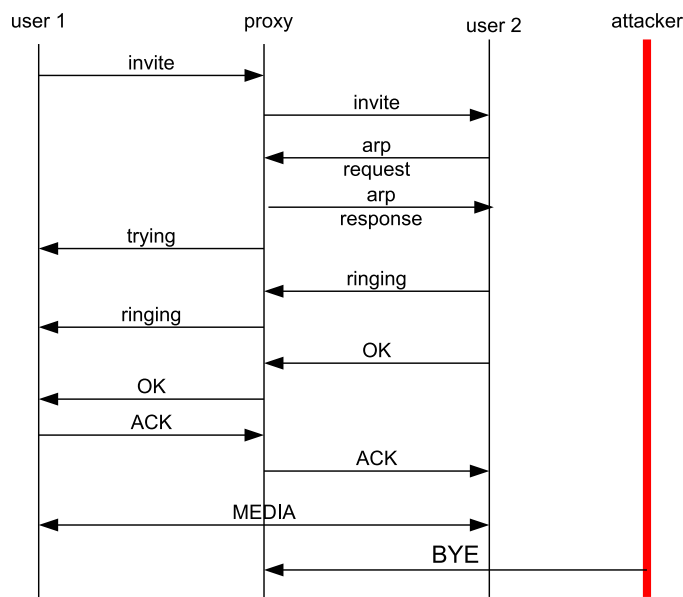 user 1
proxy
user 2
attacker
invite
invite
arp
request
arp
response
trying
ringing
ringing
OK
OK
ACK
ACK
MEDIA
BYE